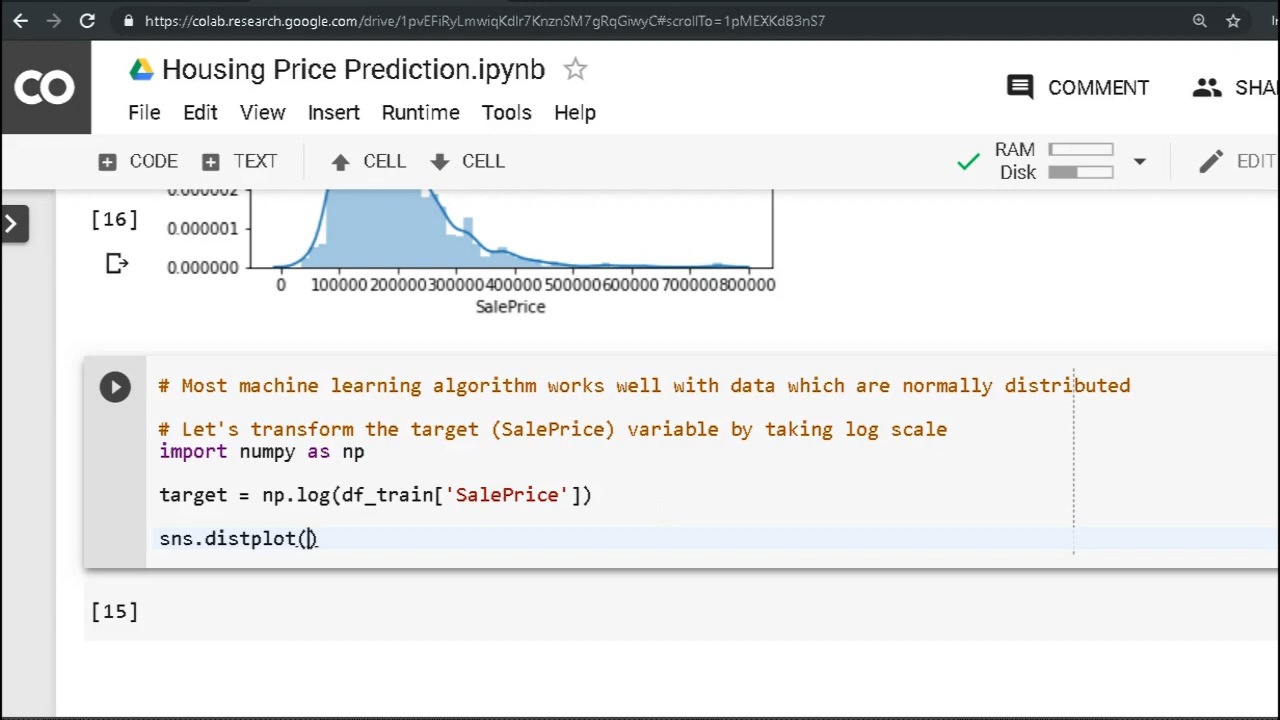 https://colab.research.google.com/drive/1pvEFiRyLmwiqKdlr7KnznSM7gRqGiwyC#scrollTo=1pMEXKd83nS7
CO
Housing Price Prediction.ipynb
COMMENT
SHA
File Edit View Insert Runtime Tools Help
CODE TEXT CELL CELL
RAM
Disk
EDIT
0.000002
[16]
0.000001
0.000000
0 100000 200000 300000 400000 500000 600000 700000 800000
SalePrice
# Most machine learning algorithm works well with data which are normally distributed
# Let's transform the target (SalePrice) variable by taking log scale
import numpy as np
target = np.log(df_train['SalePrice'])
sns.distplot()
[15]